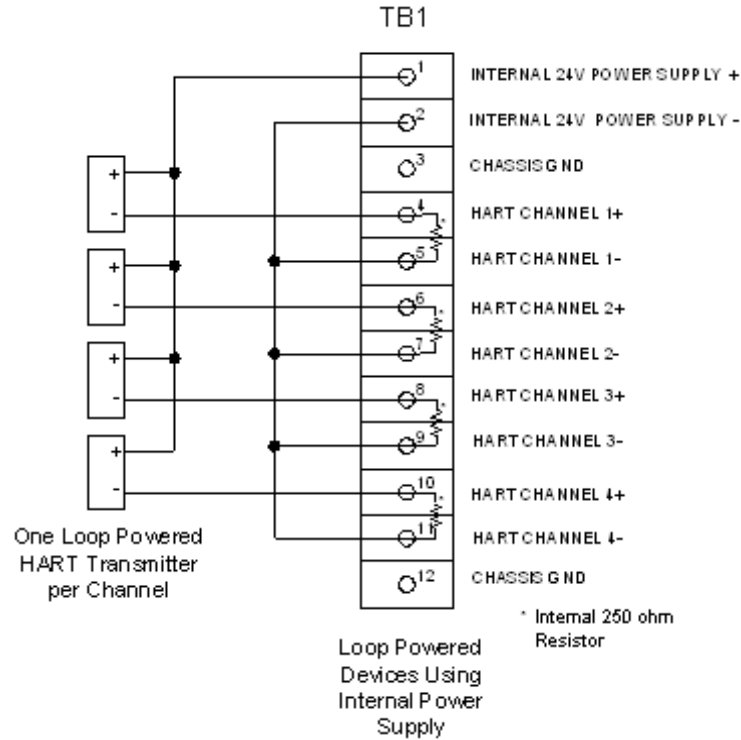 TB1
+
-
+
-
+
-
+
-
1 INTERNAL 24V POWER SUPPLY +
2 INTERNAL 24V POWER SUPPLY -
3 CHASSIS GND
4 * HART CHANNEL 1+
5 HART CHANNEL 1-
6 * HART CHANNEL 2+
7 HART CHANNEL 2-
8 * HART CHANNEL 3+
9 HART CHANNEL 3-
10 * HART CHANNEL 4+
11 HART CHANNEL 4-
12 CHASSIS GND
One Loop Powered
HART Transmitter
per Channel
* Internal 250 ohm
Resistor
Loop Powered
Devices Using
Internal Power
Supply